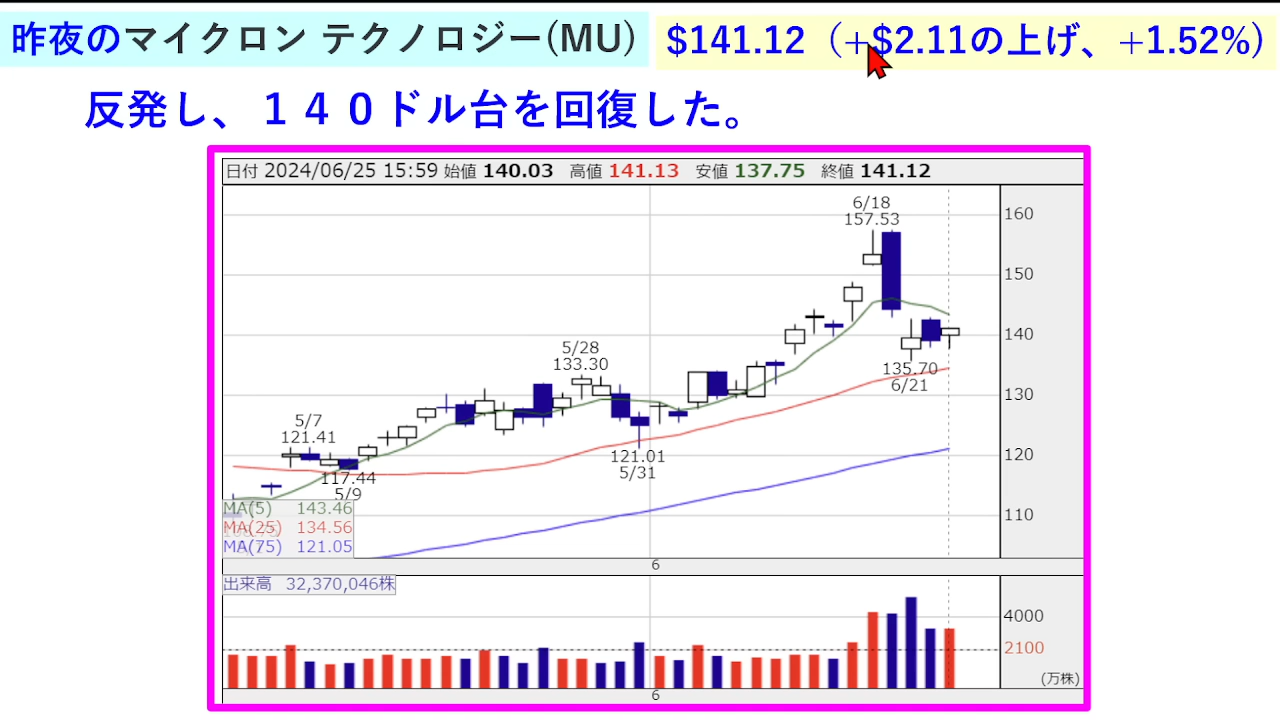 昨夜のマイクロン テクノロジー(MU) $141.12（+$2.11の上げ、+1.52%)
反発し、１４０ドル台を回復した。
日付 2024/06/25 15:59 始値 140.03 高値 141.13 安値 137.75 終値 141.12
6/18
157.53
160
150
140
5/28
133.30
135.70
6/21
130
5/7
121.41
121.01
5/31
120
117.44
5/9
110
MA(5) 143.46
MA(25) 134.56
MA(75) 121.05
6
出来高 32,370,046株
4000
2100
(万株)
6